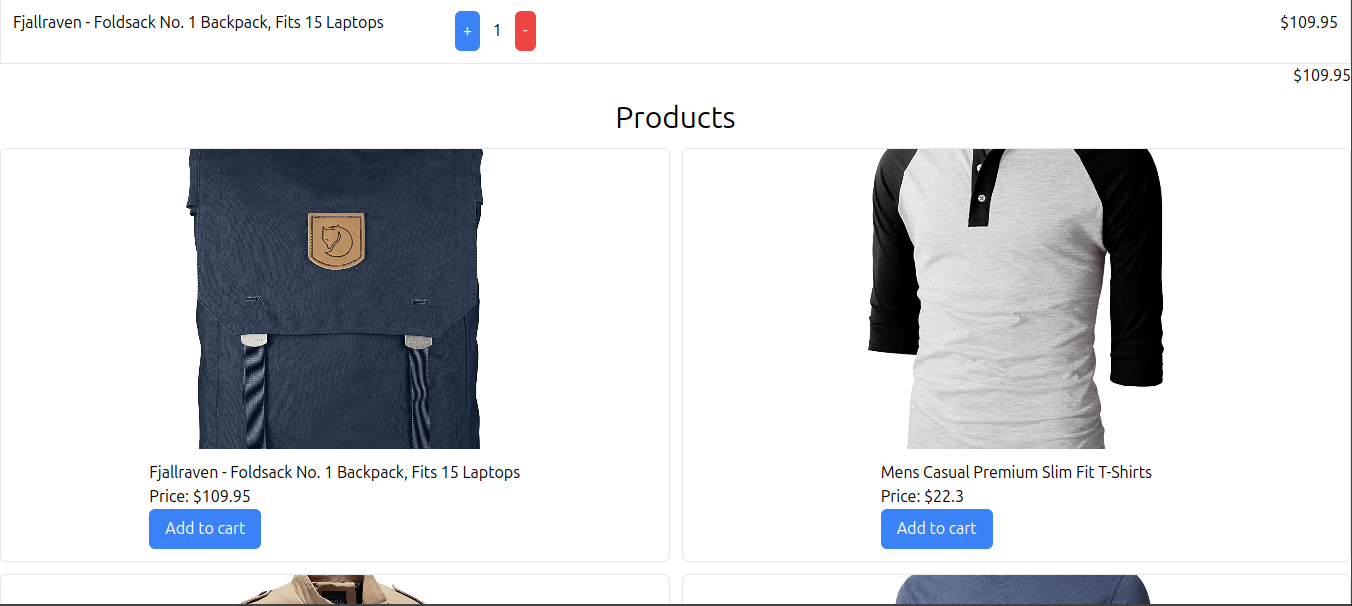 Fjallraven - Foldsack No. 1 Backpack, Fits 15 Laptops + 1 - $109.95
$109.95
Products
Fjallraven - Foldsack No. 1 Backpack, Fits 15 Laptops
Price: $109.95
Add to cart
Mens Casual Premium Slim Fit T-Shirts
Price: $22.3
Add to cart